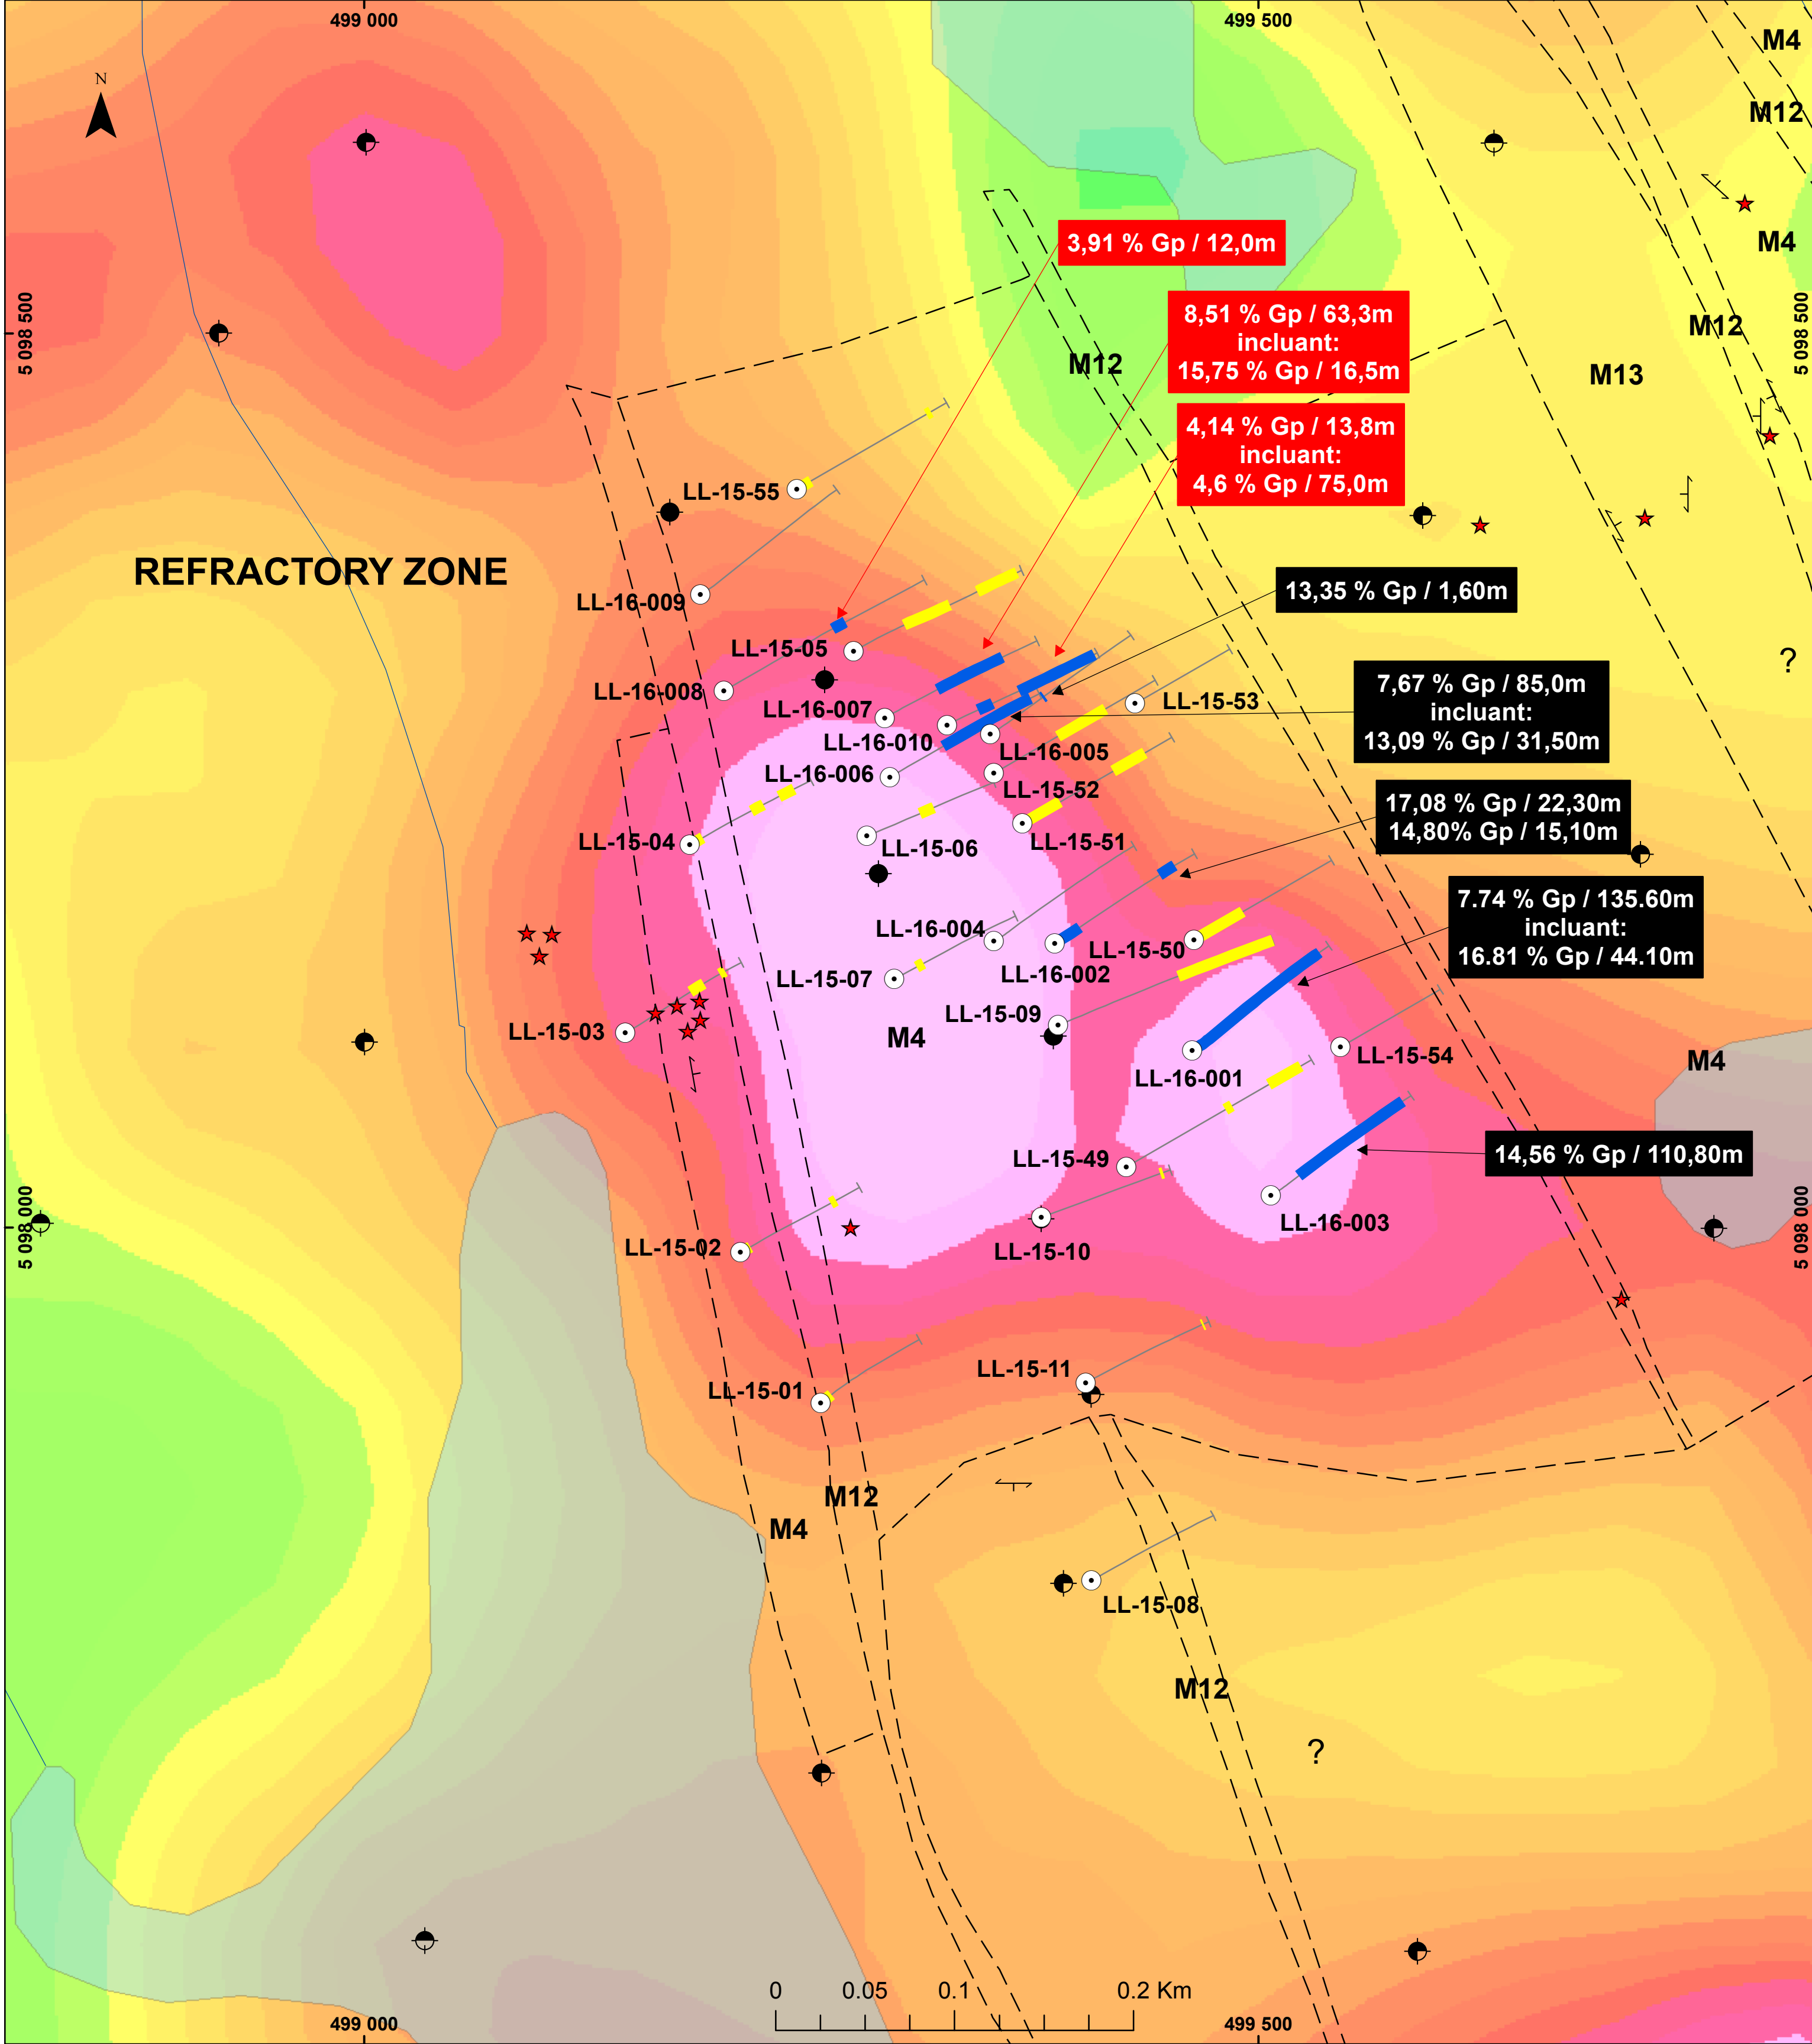 499 000
499 500
N
M4
M12
M4
3,91 % Gp / 12,0m
8,51 % Gp / 63,3m
incluant:
15,75 % Gp / 16,5m
5 098 500
5 098 500
M12
M12
M13
4,14 % Gp / 13,8m
incluant:
4,6 % Gp / 75,0m
LL-15-55
REFRACTORY ZONE
13,35 % Gp / 1,60m
LL-16-009
LL-15-05
?
LL-16-008
LL-16-007
LL-15-53
7,67 % Gp / 85,0m
incluant:
13,09 % Gp / 31,50m
LL-16-010
LL-16-005
LL-16-006
LL-15-52
17,08 % Gp / 22,30m
14,80% Gp / 15,10m
LL-15-04
LL-15-06
LL-15-51
7.74 % Gp / 135.60m
incluant:
16.81 % Gp / 44.10m
LL-16-004
LL-15-50
LL-16-002
LL-15-07
LL-15-09
LL-15-03
M4
LL-15-54
M4
LL-16-001
14,56 % Gp / 110,80m
LL-15-49
LL-16-003
5 098 000
5 098 000
LL-15-02
LL-15-10
LL-15-11
LL-15-01
M12
M4
LL-15-08
M12
?
0 0.05 0.1 0.2 Km
499 000
499 500